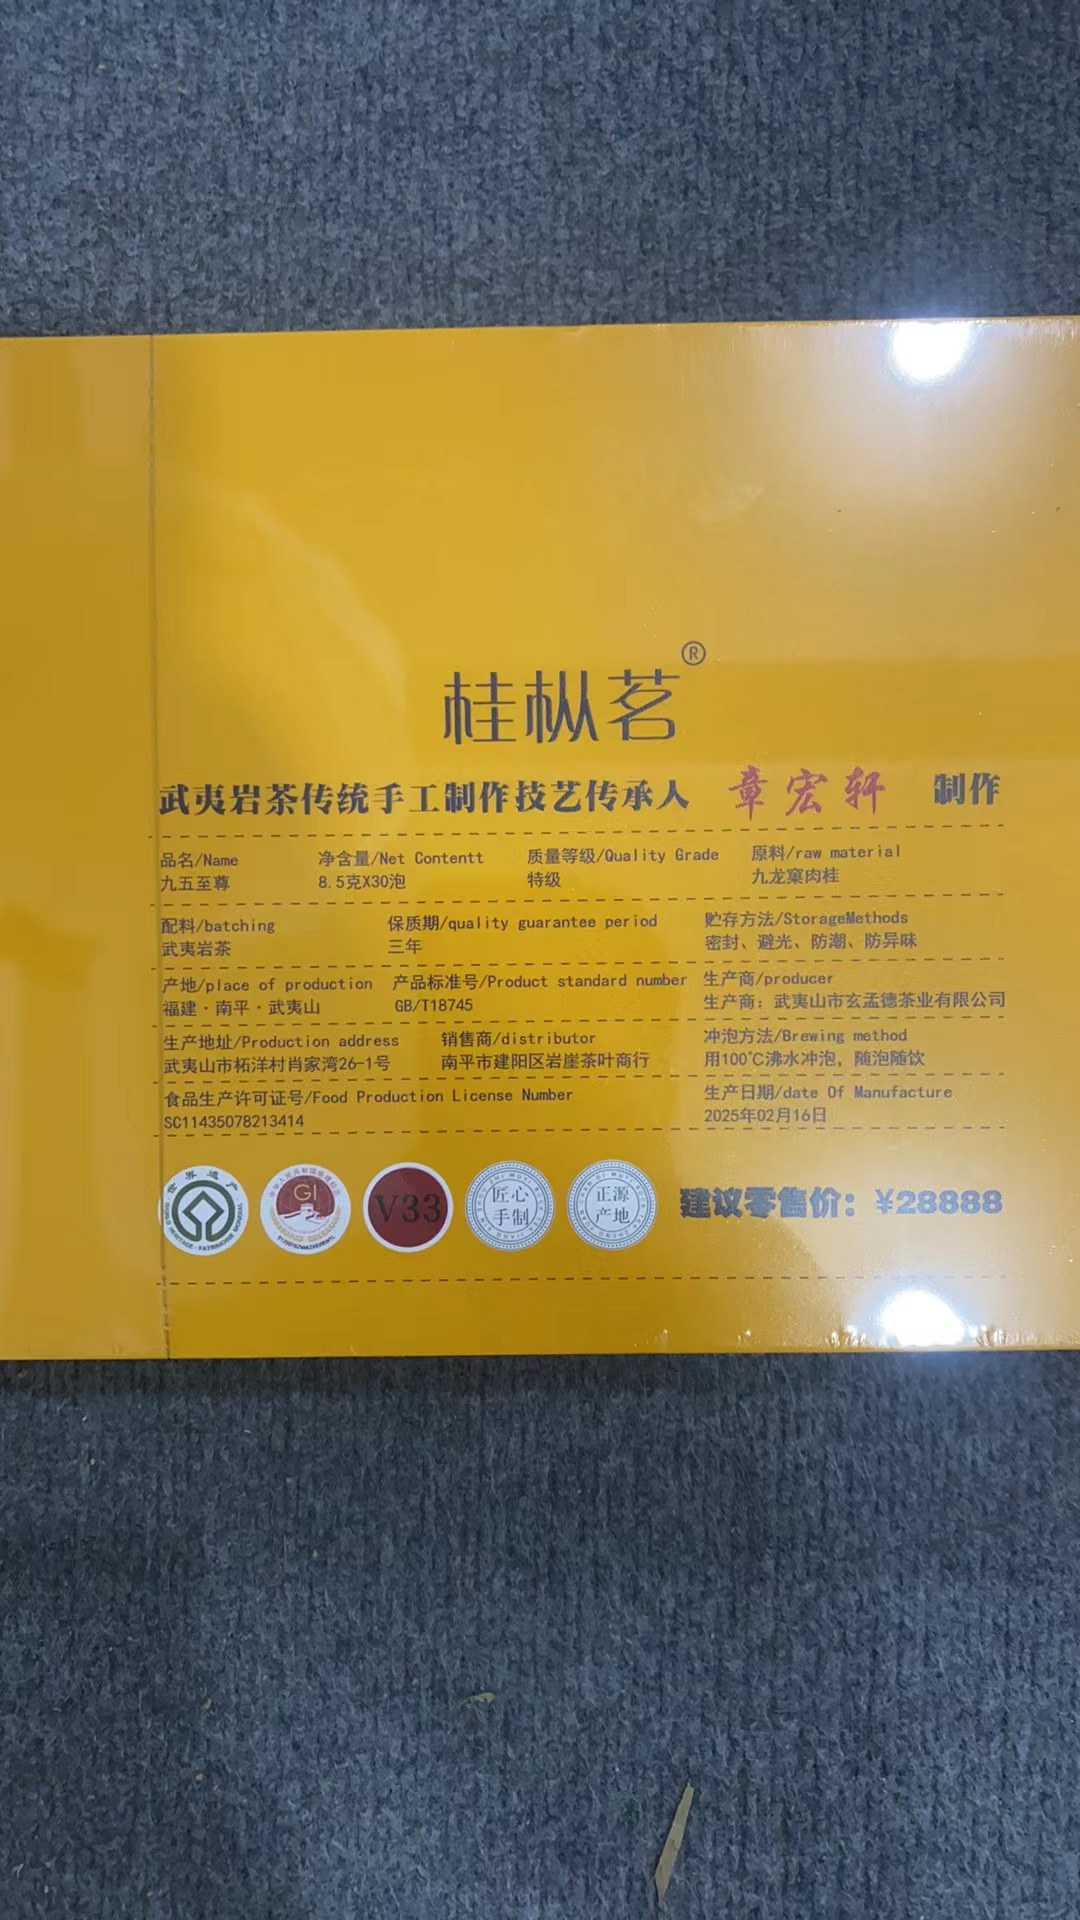 桂枞茗®
武夷岩茶传统手工制作技艺传承人 章宏轩 制作
品名/Name 净含量/Net Contentt 质量等级/Quality Grade 原料/raw material
九五至尊 8.5克X30泡 特级 九龙窠肉桂
配料/batching 保质期/quality guarantee period 贮存方法/StorageMethods
武夷岩茶 三年 密封、避光、防潮、防异味
产地/place of production 产品标准号/Product standard number 生产商/producer
福建·南平·武夷山 GB/T18745 生产商：武夷山市玄孟德茶业有限公司
生产地址/Production address 销售商/distributor 冲泡方法/Brewing method
武夷山市柘洋村肖家湾26-1号 南平市建阳区岩崖茶叶商行 用100℃沸水冲泡，随泡随饮
食品生产许可证号/Food Production License Number 生产日期/date Of Manufacture
SC11435078213414 2025年02月16日
世界遗产
WORLD HERITAGE · PATRIMOINE MONDIAL
GI
V33
匠心
手制
正源
产地
建议零售价：¥28888